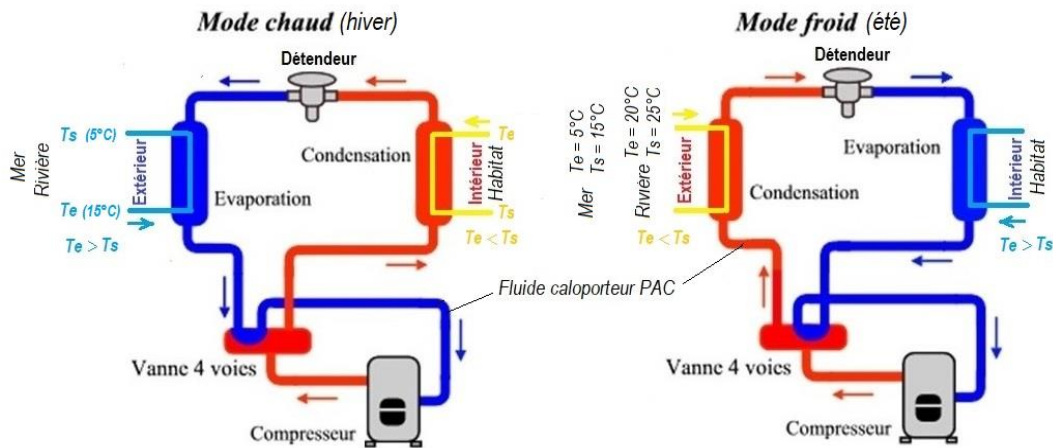 Mode chaud (hiver)
Détendeur
Mer
Rivière
Ts (5°C)
Extérieur
Te (15°C)
Te > Ts
Evaporation
Condensation
Te
Intérieur
Habitat
Ts
Te < Ts
Vanne 4 voies
Compresseur
Fluide caloporteur PAC
Mode froid (été)
Détendeur
Mer Te = 5°C
Ts = 15°C
Rivière Te = 20°C
Ts = 25°C
Extérieur
Te < Ts
Condensation
Evaporation
Intérieur
Habitat
Te > Ts
Vanne 4 voies
Compresseur